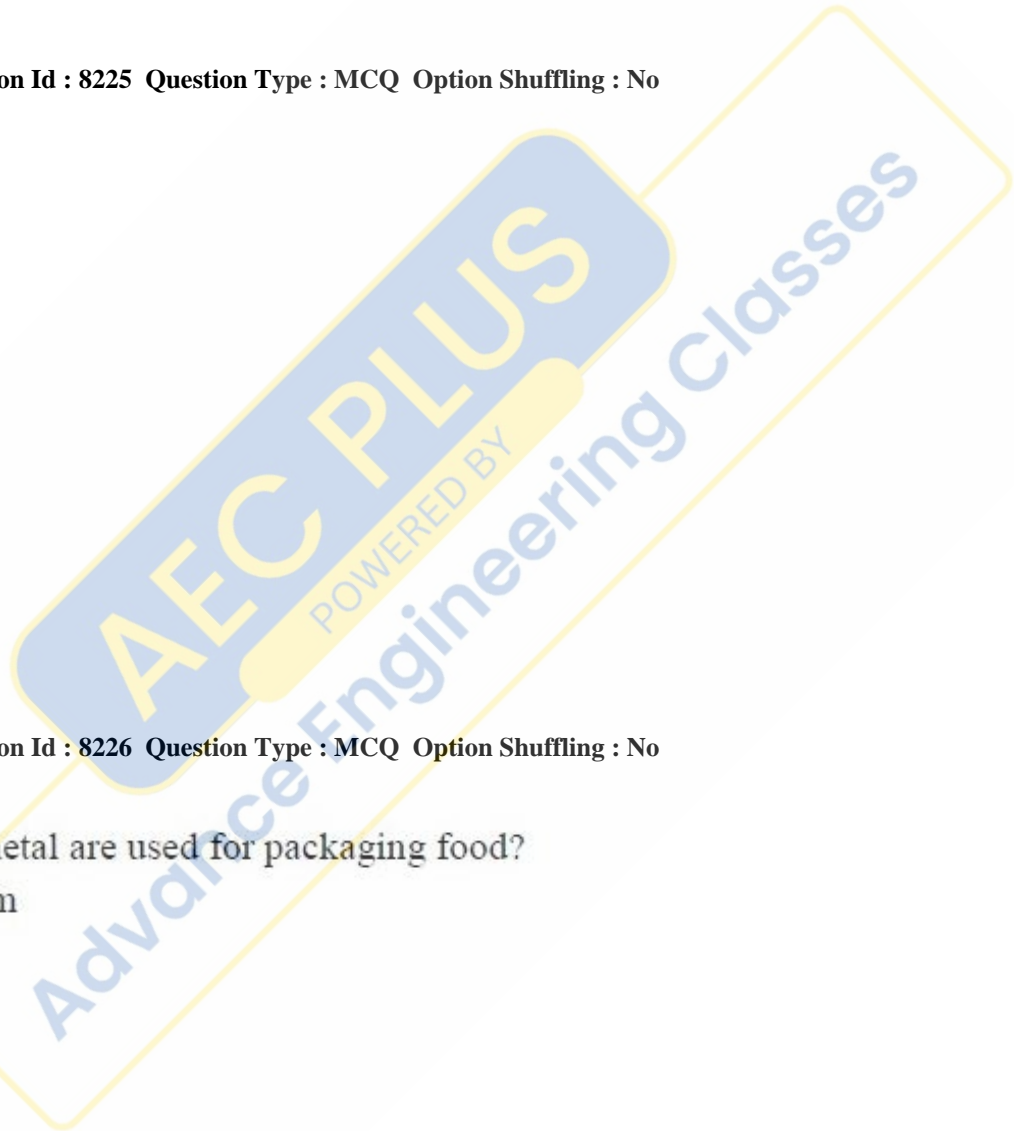 on Id : 8225 Question Type : MCQ Option Shuffling : No
AEC PLUS
POWERED BY
Advance Engineering Classes
on Id : 8226 Question Type : MCQ Option Shuffling : No
etal are used for packaging food?